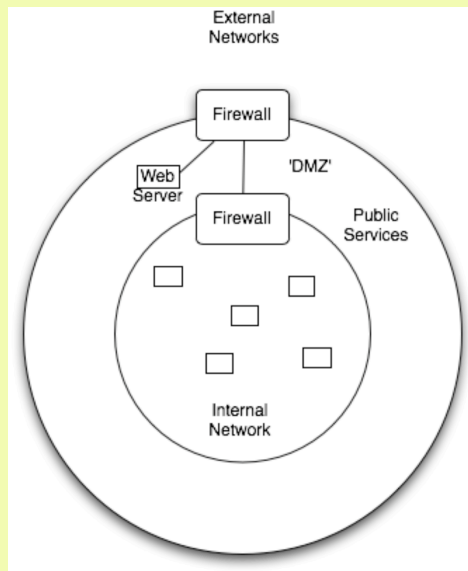 External
Networks
Firewall
'DMZ'
Web
Server
Firewall
Public
Services
Internal
Network